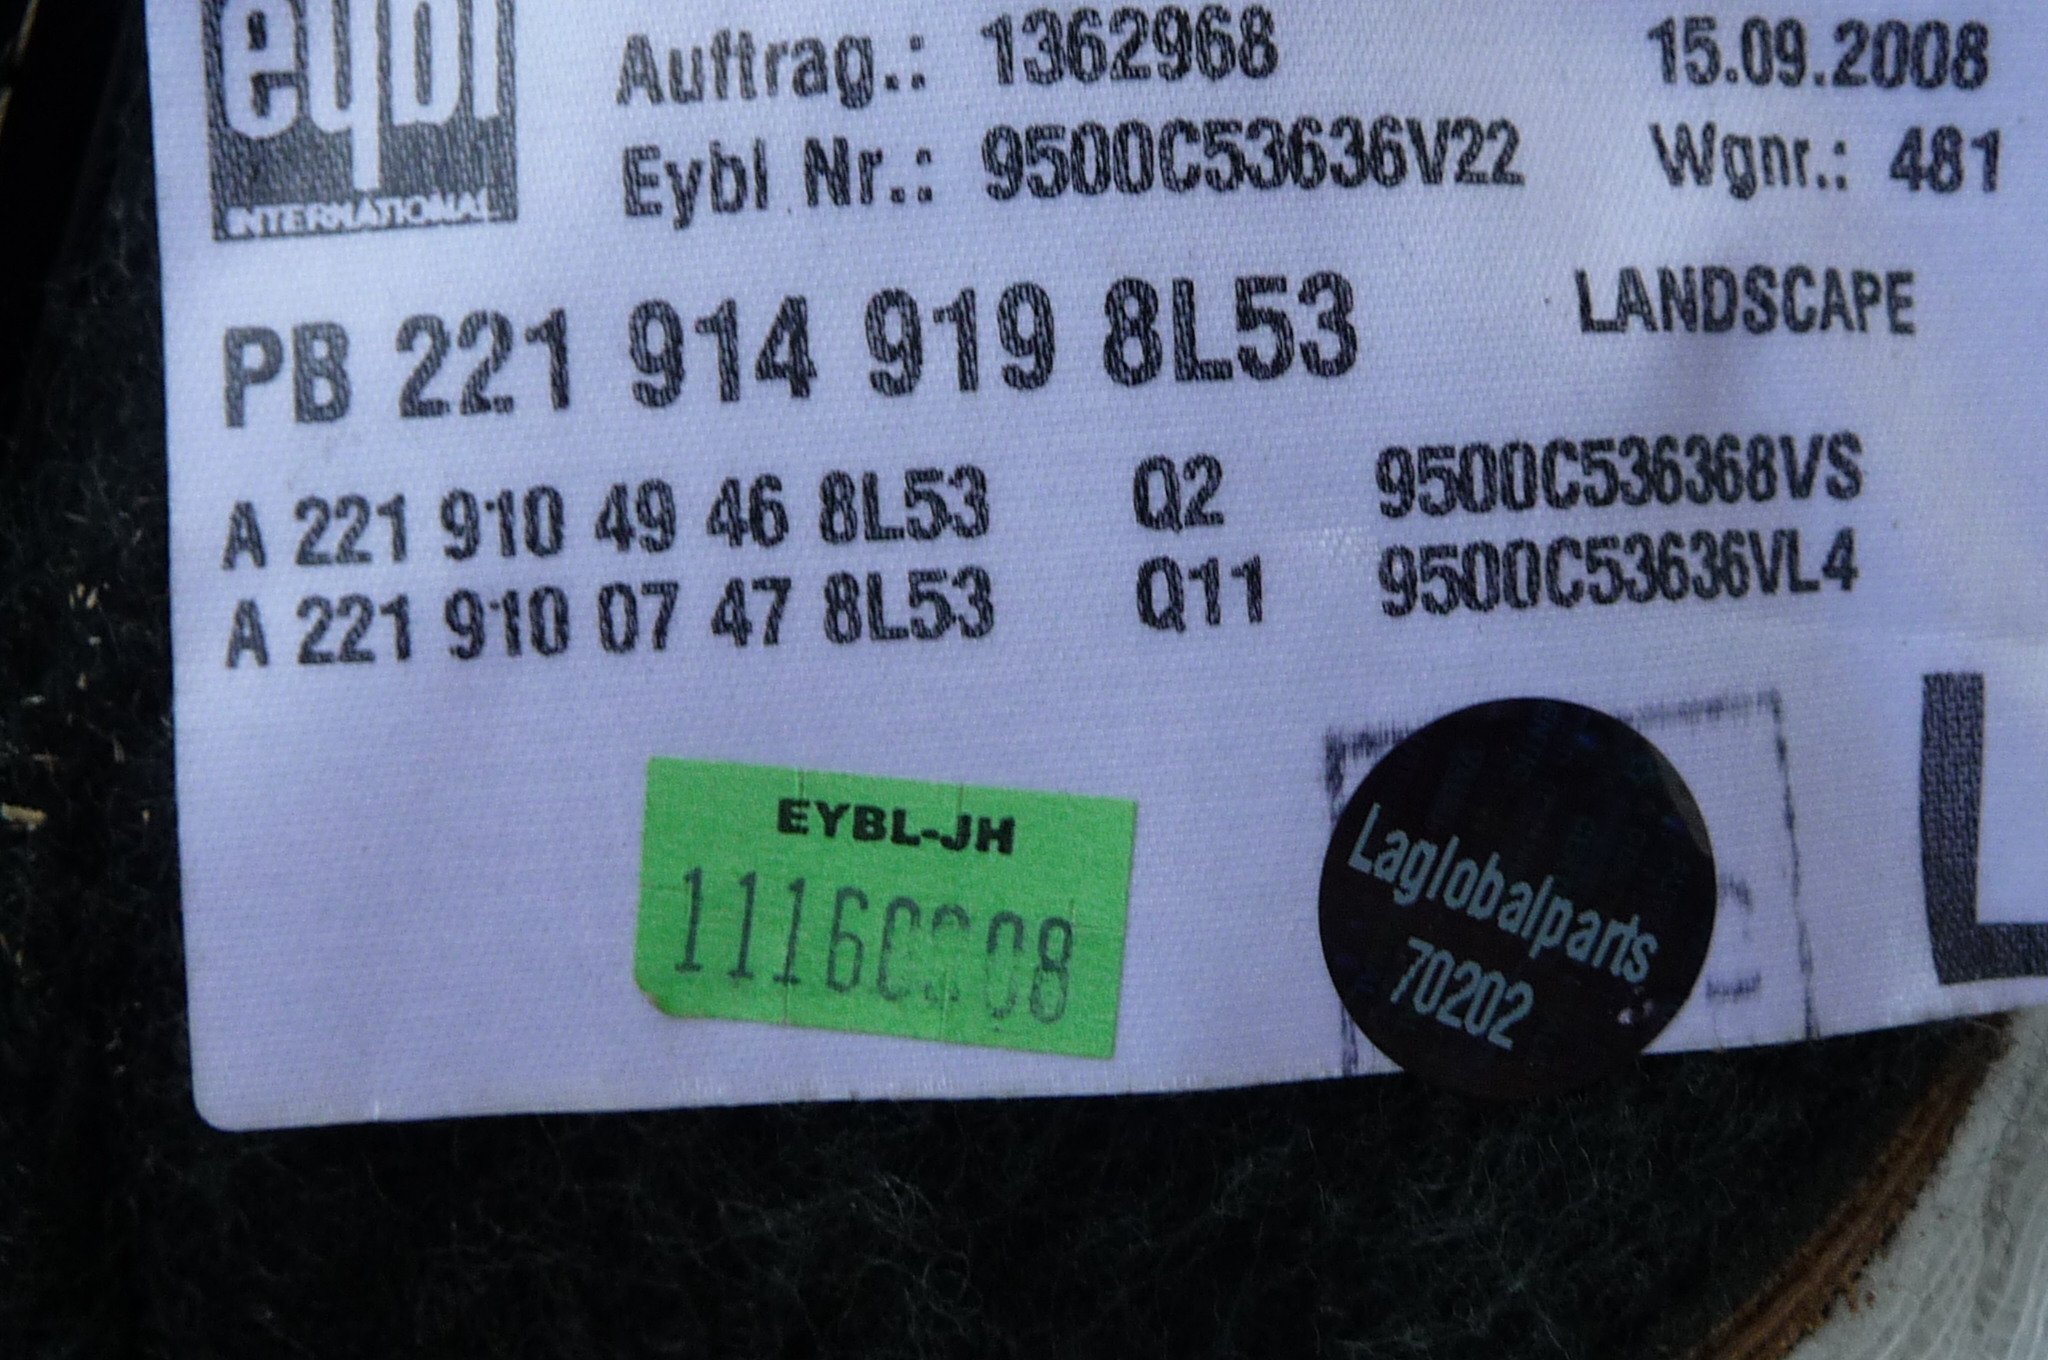 eybl
INTERNATIONAL
Auftrag.: 1362968 15.09.2008
Eybl Nr.: 9500C53636V22 Wgnr.: 481
PB 221 914 919 8L53 LANDSCAPE
A 221 910 49 46 8L53 Q2 9500C536368VS
A 221 910 07 47 8L53 Q11 9500C53636VL4
L
EYBL-JH
Laglobalparts
70202